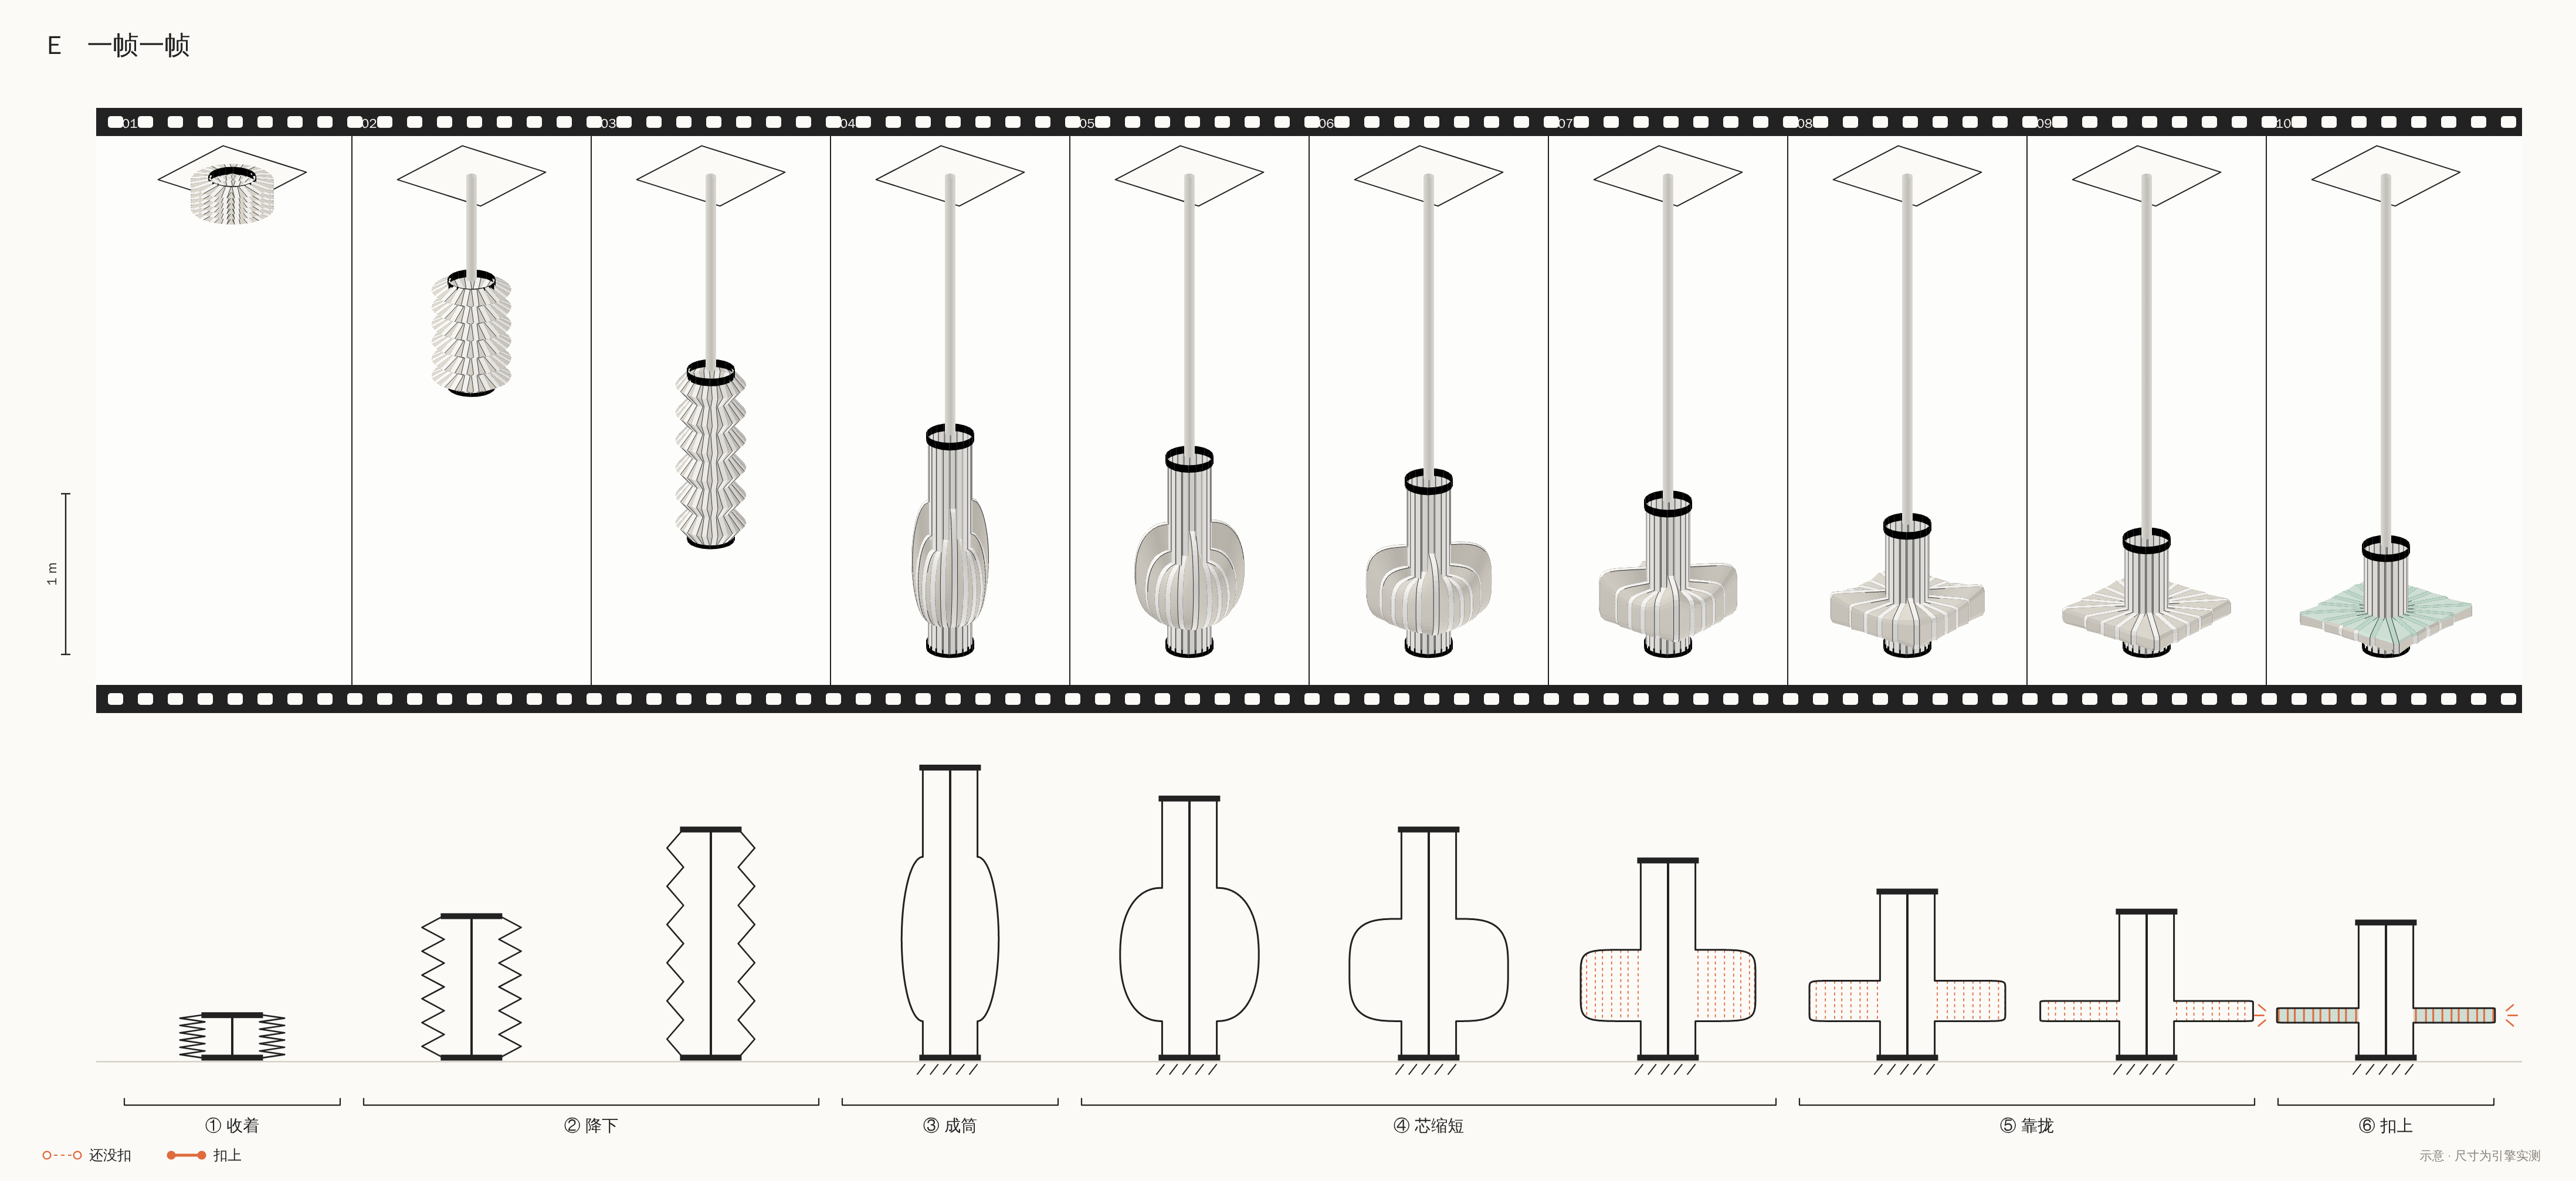 E 一帧一帧
01 02 03 04 05 06 07 08 09 10
1 m
① 收着 ② 降下 ③ 成筒 ④ 芯缩短 ⑤ 靠拢 ⑥ 扣上
还没扣 扣上
示意 · 尺寸为引擎实测